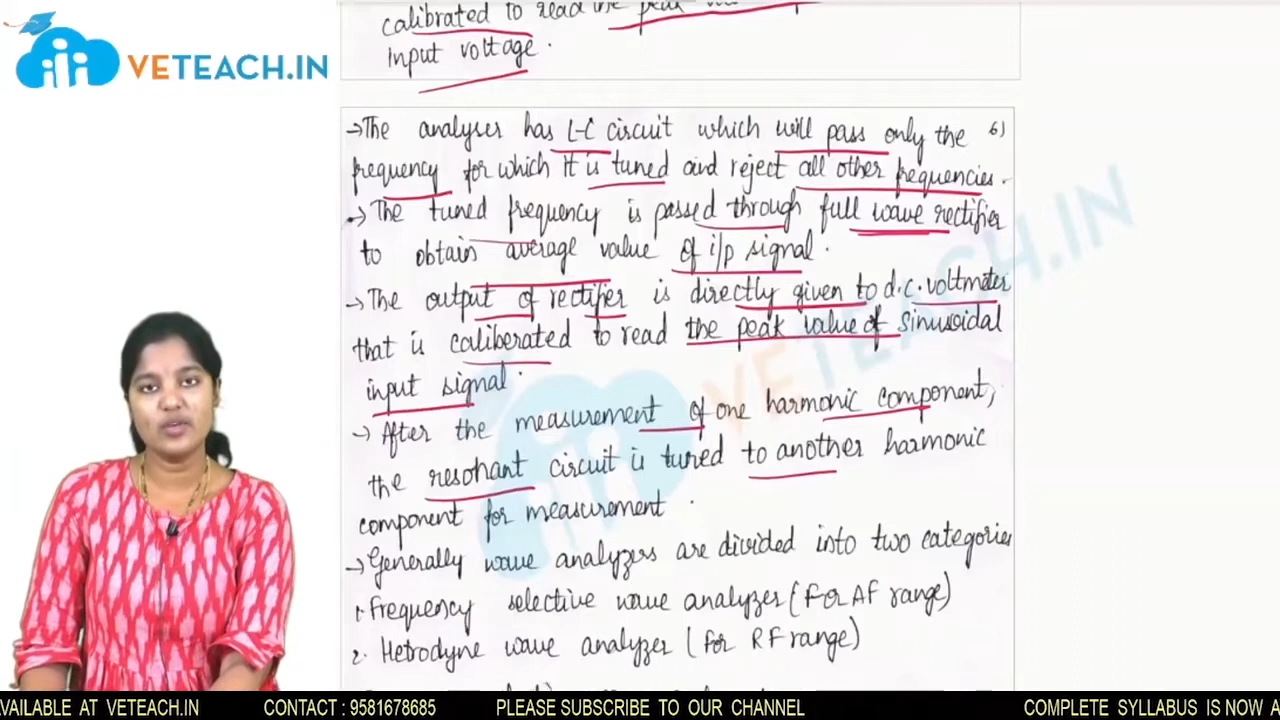 calibrated to read the peak
Input voltage.
VETEACH.IN
→The analyser has L-C circuit which will pass only the 6)
frequency for which it is tuned and reject all other frequencies.
→ The tuned frequency is passed through full wave rectifier
to obtain average value of i/p signal.
→ The output of rectifier is directly given to d.c. voltmeter
that is caliberated to read the peak value of sinusoidal
input signal.
→ After the measurement of one harmonic component,
the resonant circuit is tuned to another harmonic
component for measurement.
→ Generally wave analyzers are divided into two categories
1. Frequency selective wave analyzer (For AF range)
2. Hetrodyne wave analyzer (for RF range)
VETEACH.IN
VAILABLE AT VETEACH.IN CONTACT : 9581678685 PLEASE SUBSCRIBE TO OUR CHANNEL COMPLETE SYLLABUS IS NOW A